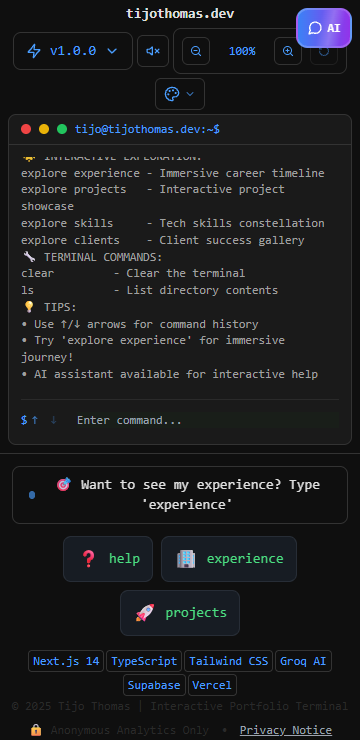 tijothomas.dev
AI
v1.0.0
100%
tijo@tijothomas.dev:~$
INTERACTIVE EXPLORATION:
explore experience - Immersive career timeline
explore projects   - Interactive project
showcase
explore skills     - Tech skills constellation
explore clients    - Client success gallery
🔧 TERMINAL COMMANDS:
clear         - Clear the terminal
ls            - List directory contents
💡 TIPS:
• Use ↑/↓ arrows for command history
• Try 'explore experience' for immersive
journey!
• AI assistant available for interactive help
$ ↑ ↓ Enter command...
🎯 Want to see my experience? Type
'experience'
❓ help
🏢 experience
🚀 projects
Next.js 14 TypeScript Tailwind CSS Groq AI
Supabase Vercel
© 2025 Tijo Thomas | Interactive Portfolio Terminal
🔒 Anonymous Analytics Only • Privacy Notice